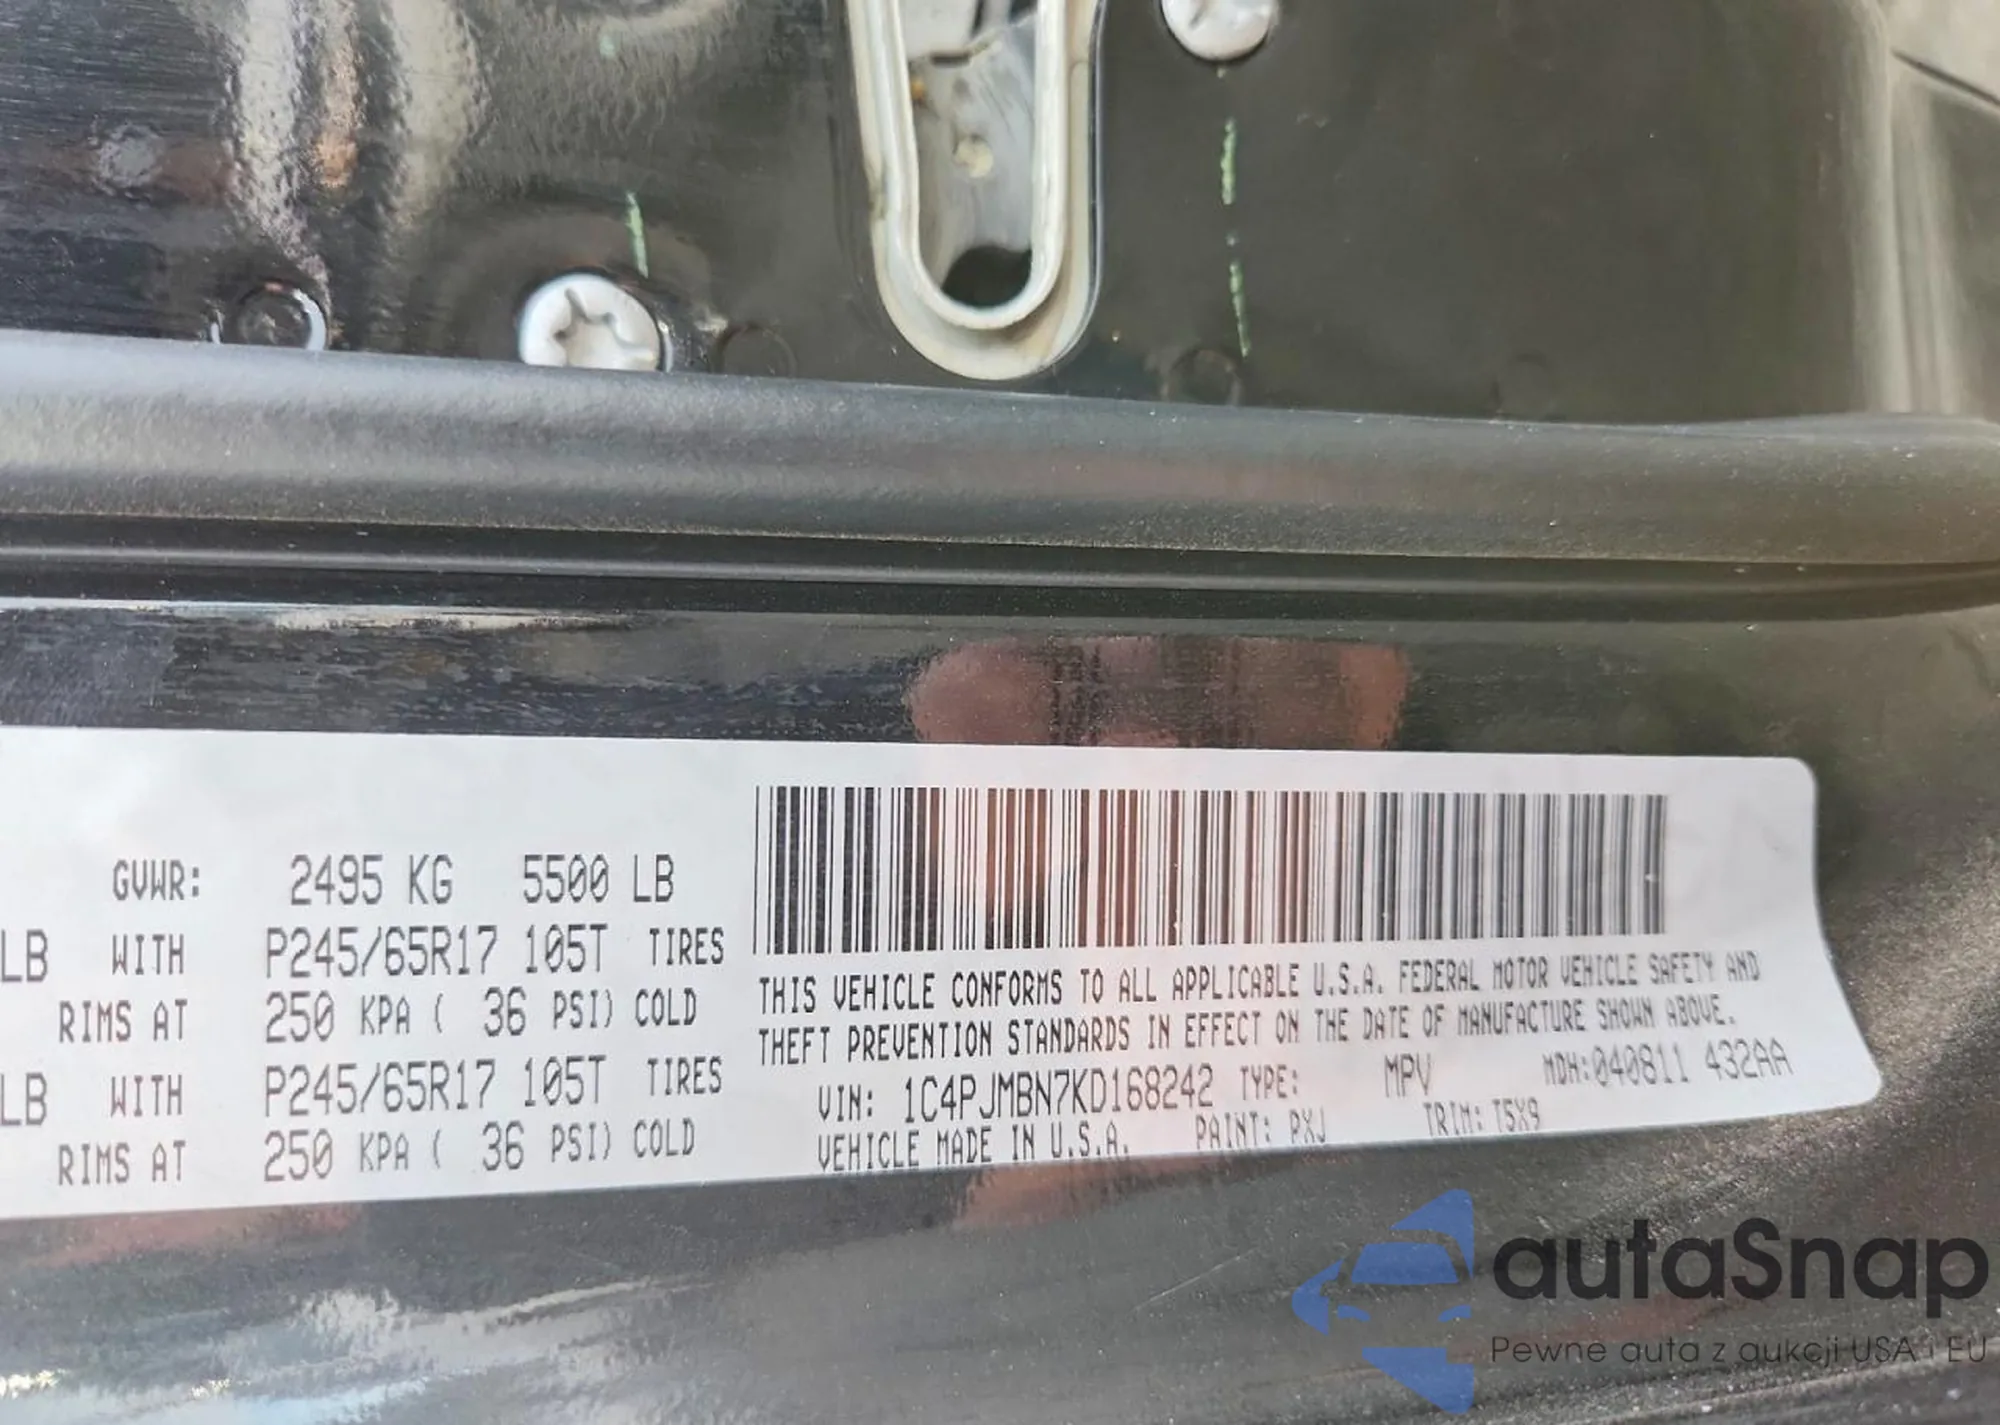 GVWR: 2495 KG 5500 LB
LB WITH P245/65R17 105T TIRES
RIMS AT 250 KPA ( 36 PSI) COLD
LB WITH P245/65R17 105T TIRES
RIMS AT 250 KPA ( 36 PSI) COLD
THIS VEHICLE CONFORMS TO ALL APPLICABLE U.S.A. FEDERAL MOTOR VEHICLE SAFETY AND
THEFT PREVENTION STANDARDS IN EFFECT ON THE DATE OF MANUFACTURE SHOWN ABOVE.
VIN: 1C4PJMBN7KD168242 TYPE: MPV MDH:040811 432AA
VEHICLE MADE IN U.S.A. PAINT: PXJ TRIM: T5X9
autaSnap
Pewne auta z aukcji USA i EU